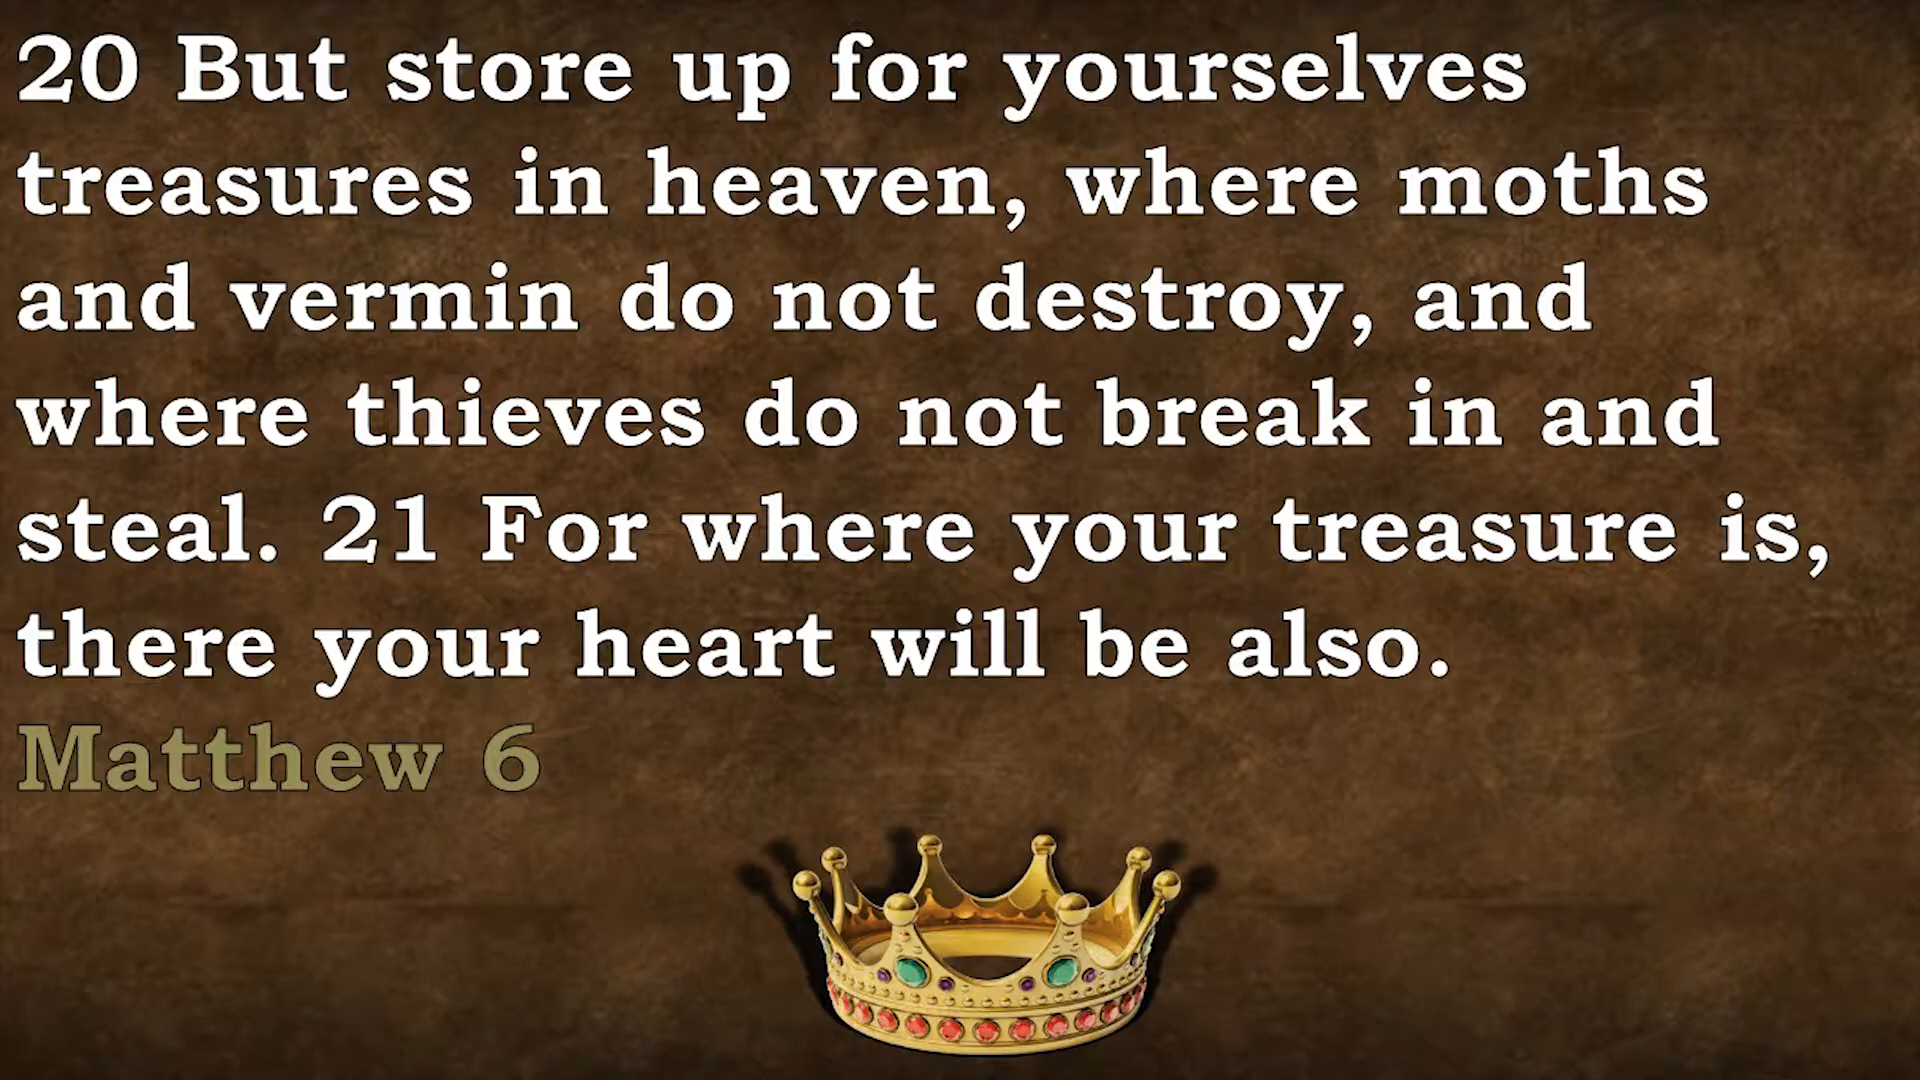 20 But store up for yourselves
treasures in heaven, where moths
and vermin do not destroy, and
where thieves do not break in and
steal. 21 For where your treasure is,
there your heart will be also.
Matthew 6